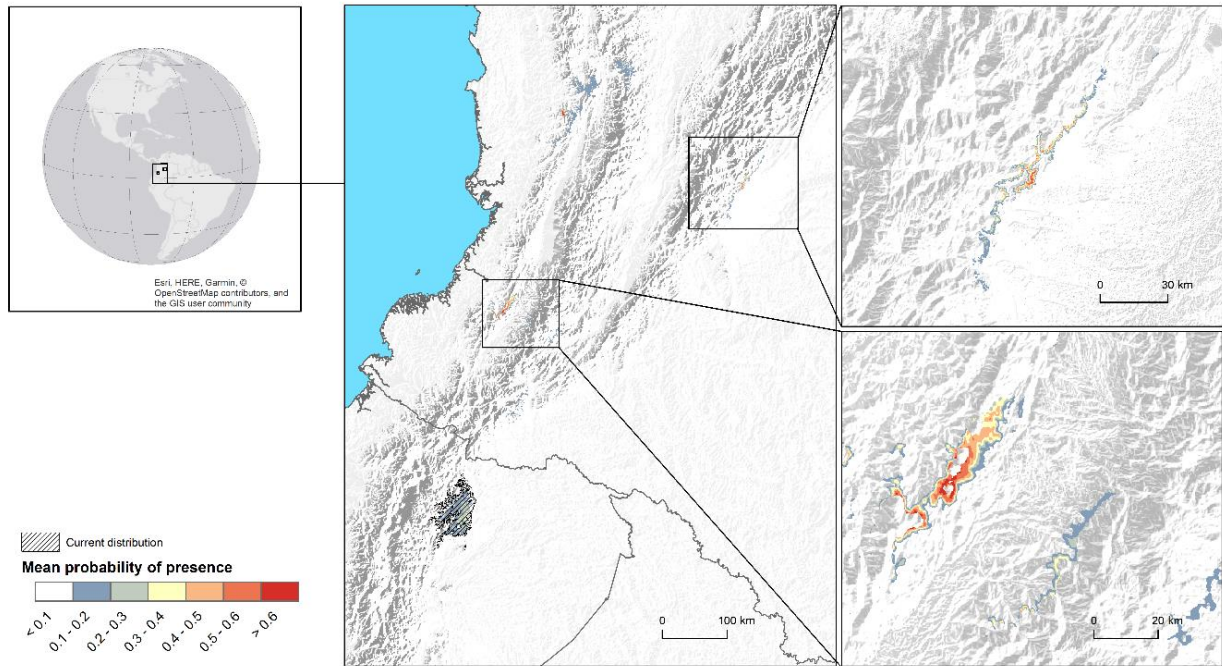 Esri, HERE, Garmin, ©
OpenStreetMap contributors, and
the GIS user community
Current distribution
Mean probability of presence
< 0.1
0.1 - 0.2
0.2 - 0.3
0.3 - 0.4
0.4 - 0.5
0.5 - 0.6
> 0.6
0 100 km
0 30 km
0 20 km